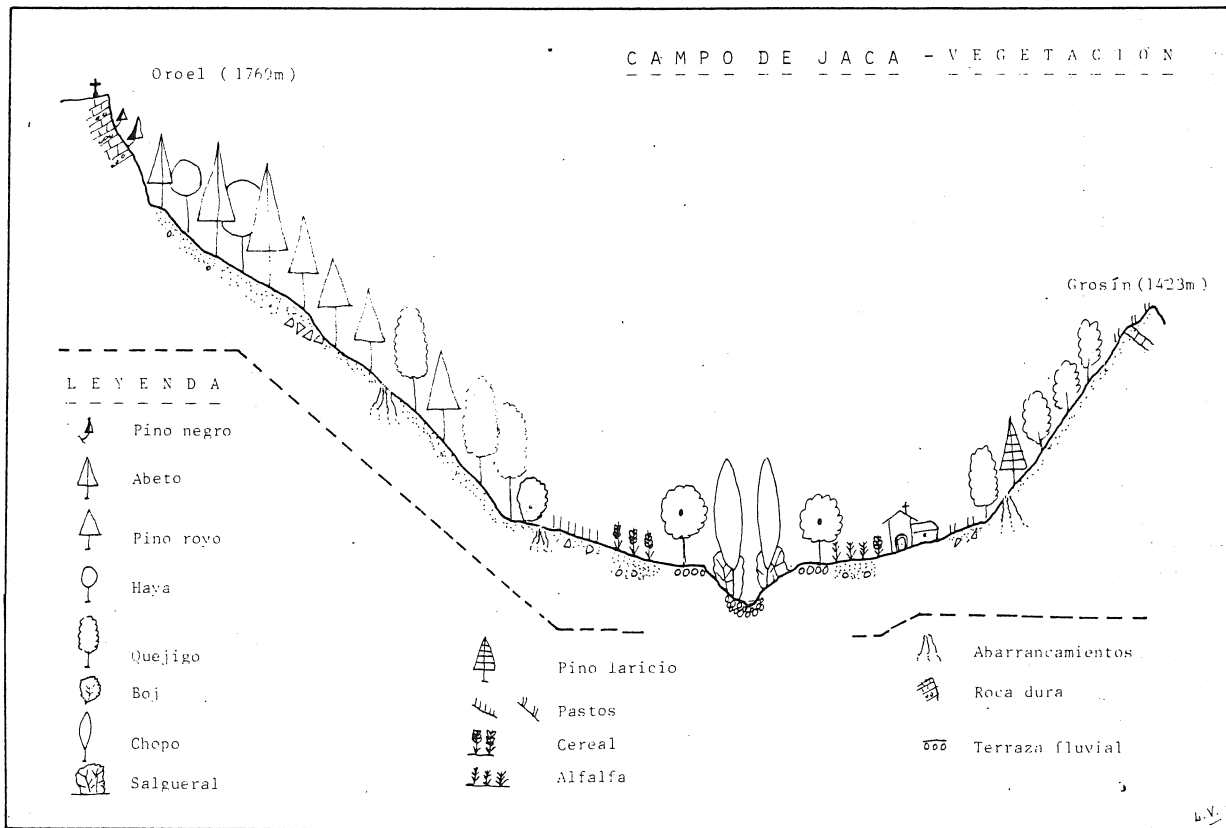 CAMPO DE JACA - VEGETACIÓN
Oroel (1769m)
Grosín (1423m)
LEYENDA
Pino negro
Abeto
Pino royo
Haya
Quejigo
Boj
Chopo
Salgueral
Pino laricio
Pastos
Cereal
Alfalfa
Abarrancamientos
Roca dura
Terraza fluvial
L.V.